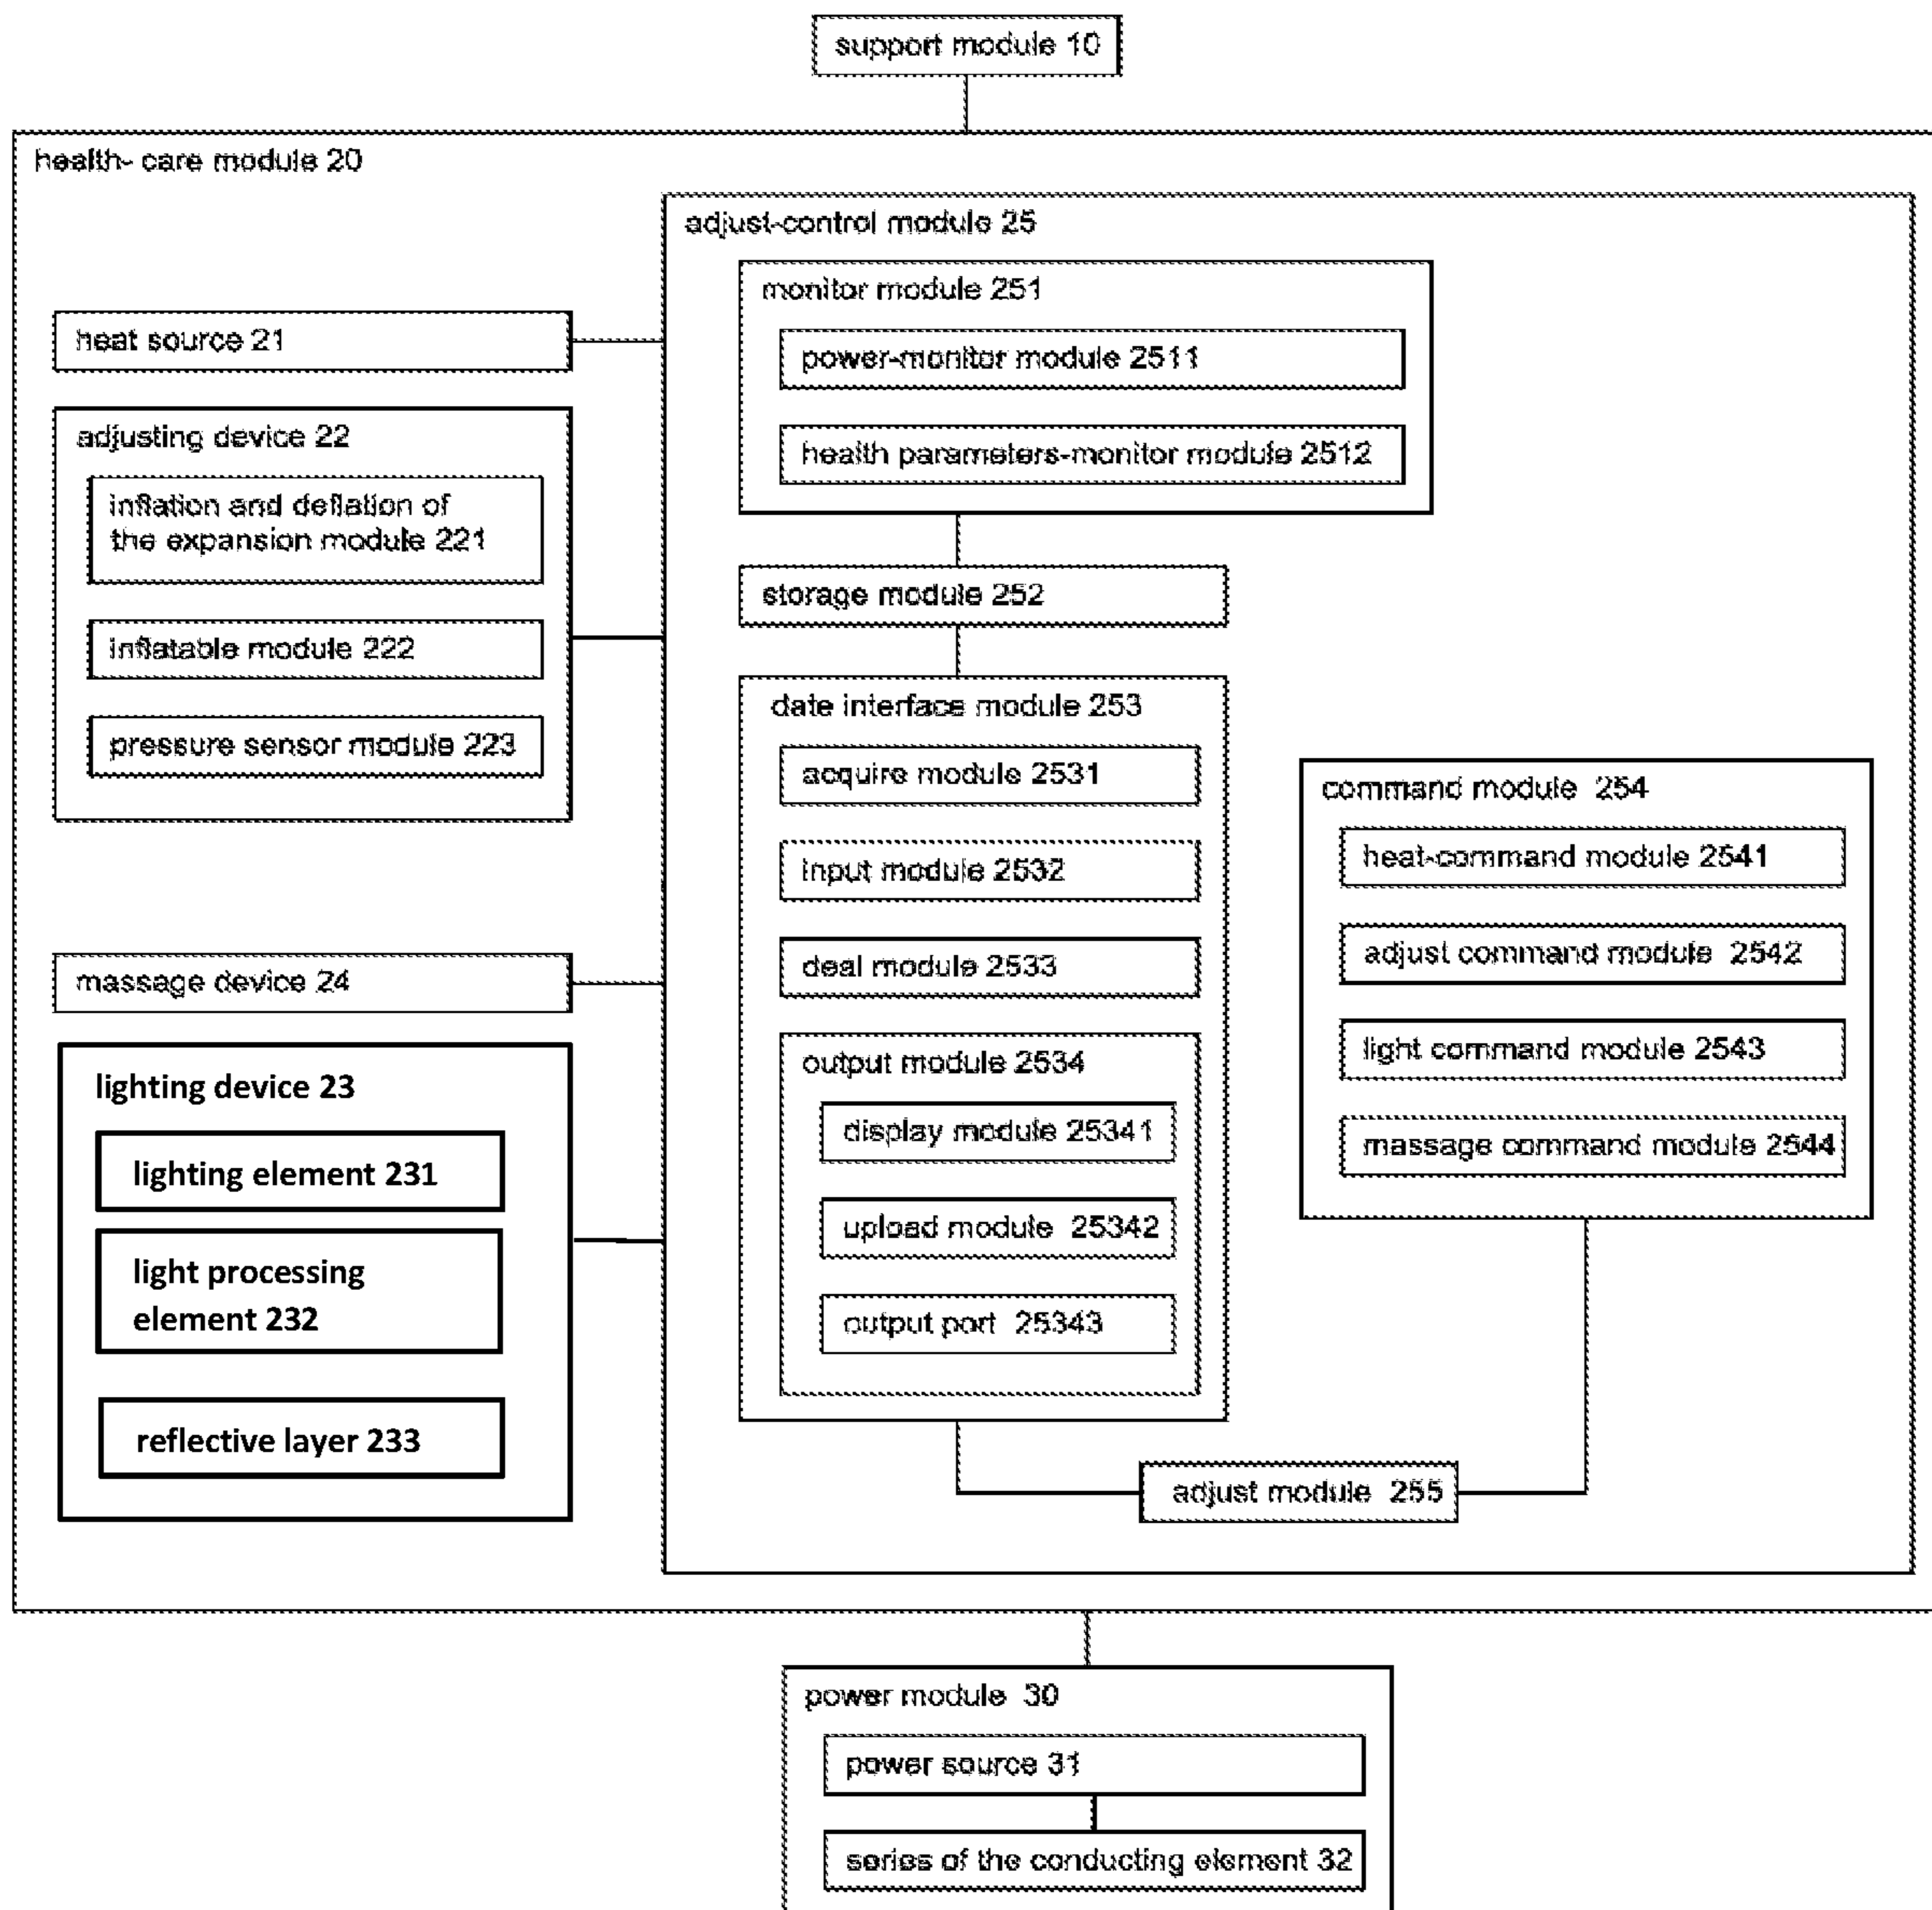 support module 10
health- care module 20
heat source 21
adjusting device 22
inflation and deflation of
the expansion module 221
inflatable module 222
pressure sensor module 223
massage device 24
lighting device 23
lighting element 231
light processing
element 232
reflective layer 233
adjust-control module 25
monitor module 251
power-monitor module 2511
health parameters-monitor module 2512
storage module 252
date interface module 253
acquire module 2531
input module 2532
deal module 2533
output module 2534
display module 25341
upload module 25342
output port 25343
command module 254
heat-command module 2541
adjust command module 2542
light command module 2543
massage command module 2544
adjust module 255
power module 30
power source 31
series of the conducting element 32